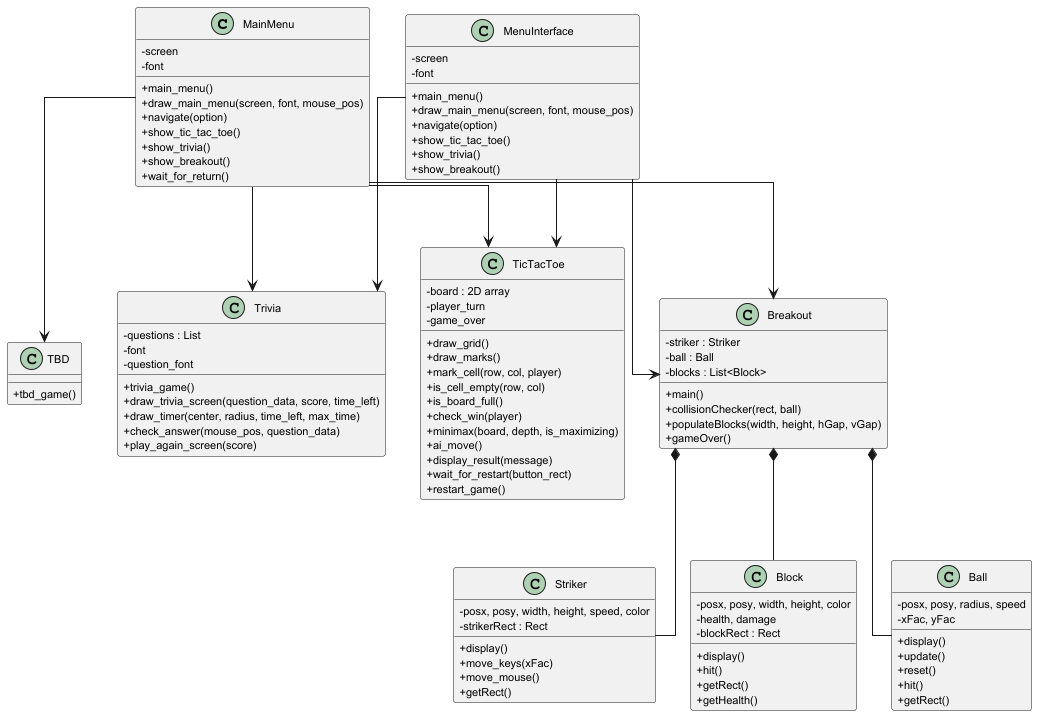 C MainMenu
-screen
-font
+main_menu()
+draw_main_menu(screen, font, mouse_pos)
+navigate(option)
+show_tic_tac_toe()
+show_trivia()
+show_breakout()
+wait_for_return()
C MenuInterface
-screen
-font
+main_menu()
+draw_main_menu(screen, font, mouse_pos)
+navigate(option)
+show_tic_tac_toe()
+show_trivia()
+show_breakout()
C TBD
+tbd_game()
C Trivia
-questions : List
-font
-question_font
+trivia_game()
+draw_trivia_screen(question_data, score, time_left)
+draw_timer(center, radius, time_left, max_time)
+check_answer(mouse_pos, question_data)
+play_again_screen(score)
C TicTacToe
-board : 2D array
-player_turn
-game_over
+draw_grid()
+draw_marks()
+mark_cell(row, col, player)
+is_cell_empty(row, col)
+is_board_full()
+check_win(player)
+minimax(board, depth, is_maximizing)
+ai_move()
+display_result(message)
+wait_for_restart(button_rect)
+restart_game()
C Breakout
-striker : Striker
-ball : Ball
-blocks : List<Block>
+main()
+collisionChecker(rect, ball)
+populateBlocks(width, height, hGap, vGap)
+gameOver()
C Striker
-posx, posy, width, height, speed, color
-strikerRect : Rect
+display()
+move_keys(xFac)
+move_mouse()
+getRect()
C Block
-posx, posy, width, height, color
-health, damage
-blockRect : Rect
+display()
+hit()
+getRect()
+getHealth()
C Ball
-posx, posy, radius, speed
-xFac, yFac
+display()
+update()
+reset()
+hit()
+getRect()